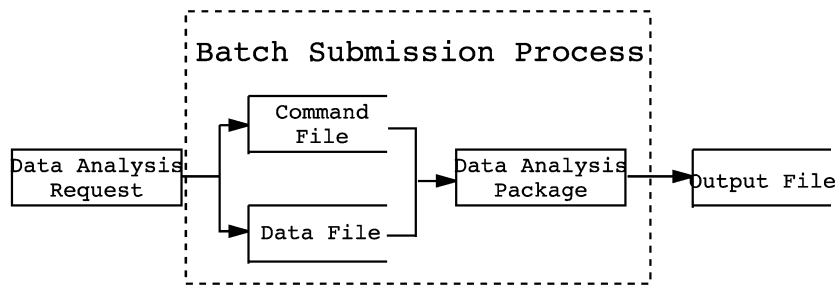 Batch Submission Process
Command
File
Data Analysis
Request
Data Analysis
Package
Output File
Data File